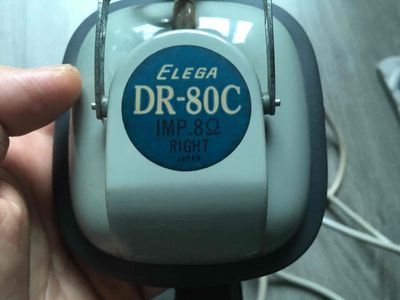 ELEGA
DR-80C
IMP.8Ω
RIGHT
JAPAN